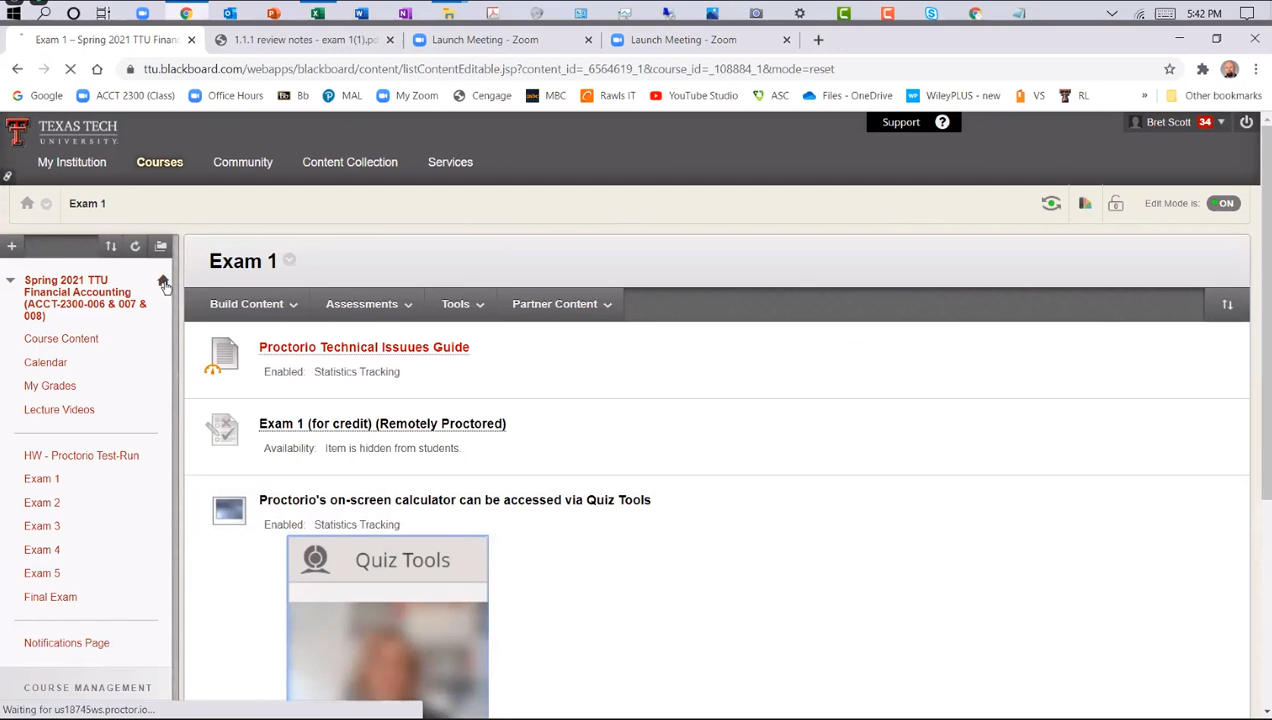 5:42 PM
Exam 1 – Spring 2021 TTU Financ
1.1.1 review notes - exam 1(1).pd
Launch Meeting - Zoom
Launch Meeting - Zoom
ttu.blackboard.com/webapps/blackboard/content/listContentEditable.jsp?content_id=_6564619_1&course_id=_108884_1&mode=reset
Google
ACCT 2300 (Class)
Office Hours
Bb
MAL
My Zoom
Cengage
MBC
Rawls IT
YouTube Studio
ASC
Files - OneDrive
WileyPLUS - new
VS
RL
»
Other bookmarks
TEXAS TECH
UNIVERSITY
Support
Bret Scott 34
My Institution
Courses
Community
Content Collection
Services
Exam 1
Edit Mode is: ON
Spring 2021 TTU
Financial Accounting
(ACCT-2300-006 & 007 &
008)
Course Content
Calendar
My Grades
Lecture Videos
HW - Proctorio Test-Run
Exam 1
Exam 2
Exam 3
Exam 4
Exam 5
Final Exam
Notifications Page
COURSE MANAGEMENT
Exam 1
Build Content
Assessments
Tools
Partner Content
Proctorio Technical Issuues Guide
Enabled: Statistics Tracking
Exam 1 (for credit) (Remotely Proctored)
Availability: Item is hidden from students.
Proctorio's on-screen calculator can be accessed via Quiz Tools
Enabled: Statistics Tracking
Quiz Tools
Waiting for us18745ws.proctor.io...